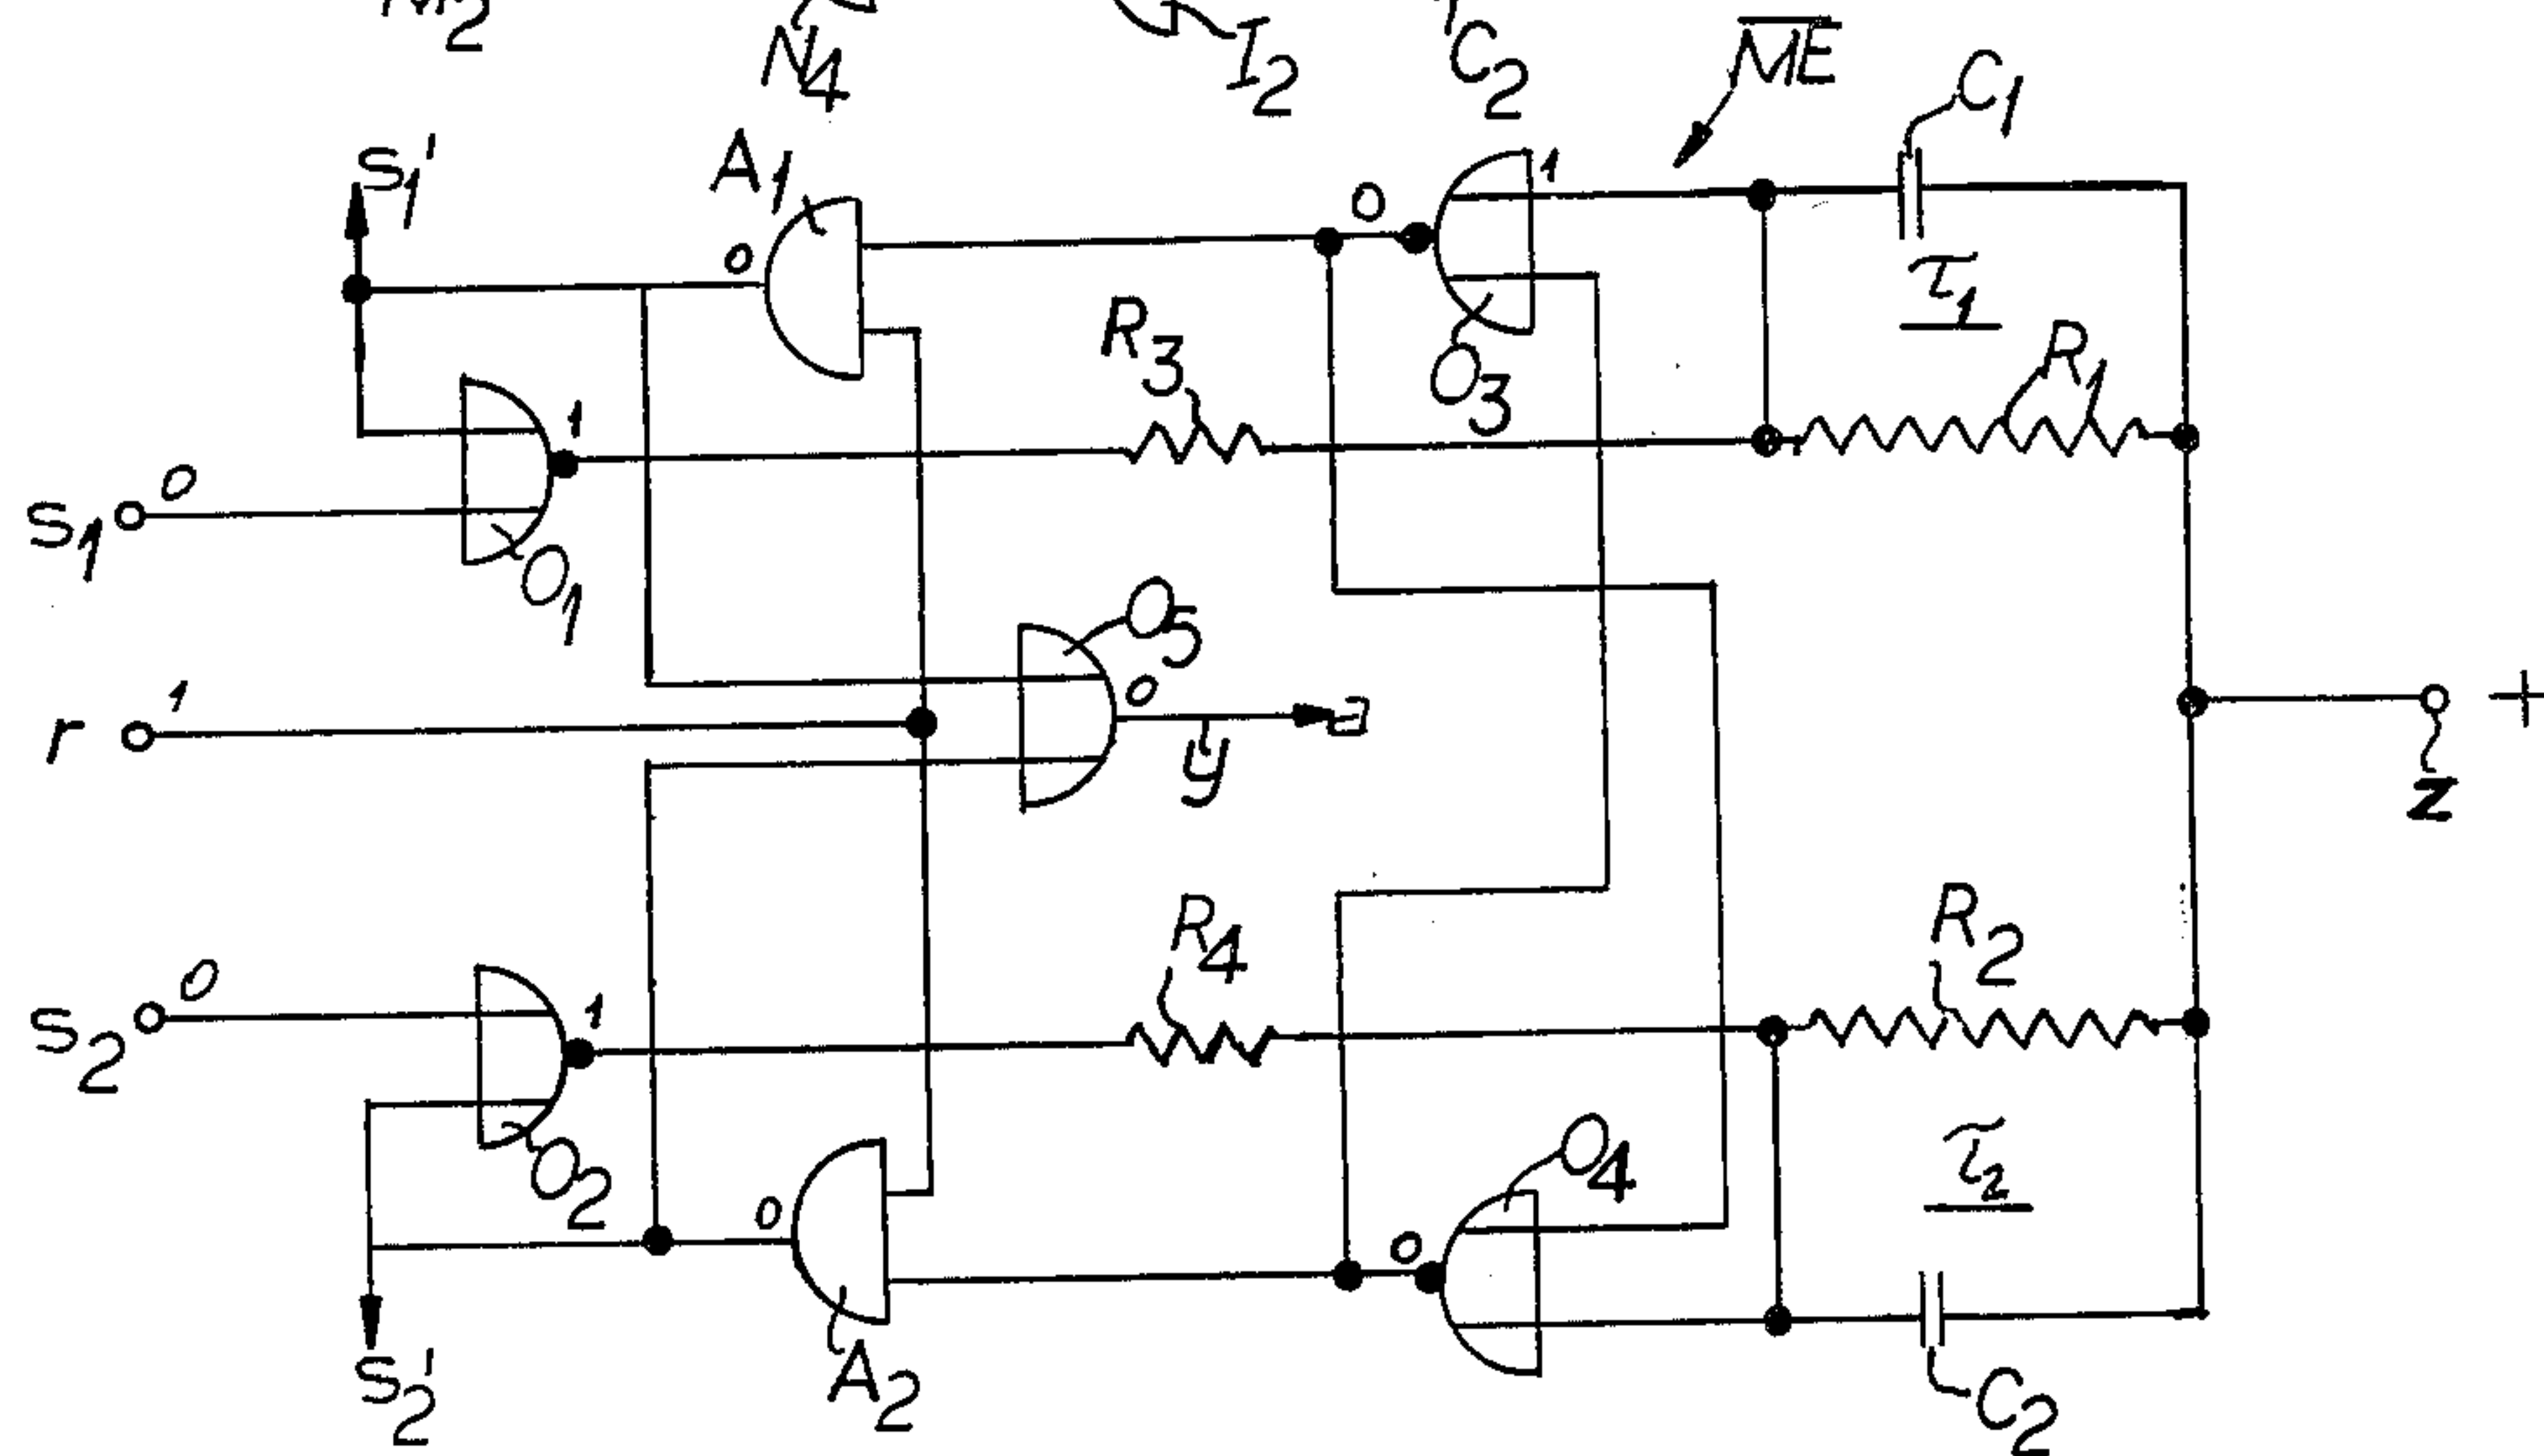 N4
I2
C2
M̅E̅
C1
S1'
A1
0
0
1
τ1
R1
R3
O3
1
S1 0
O1
O5
r 1
0
a
y
+
z
R4
R2
S2 0
1
O2
O4
τ2
0
0
A2
S2'
C2